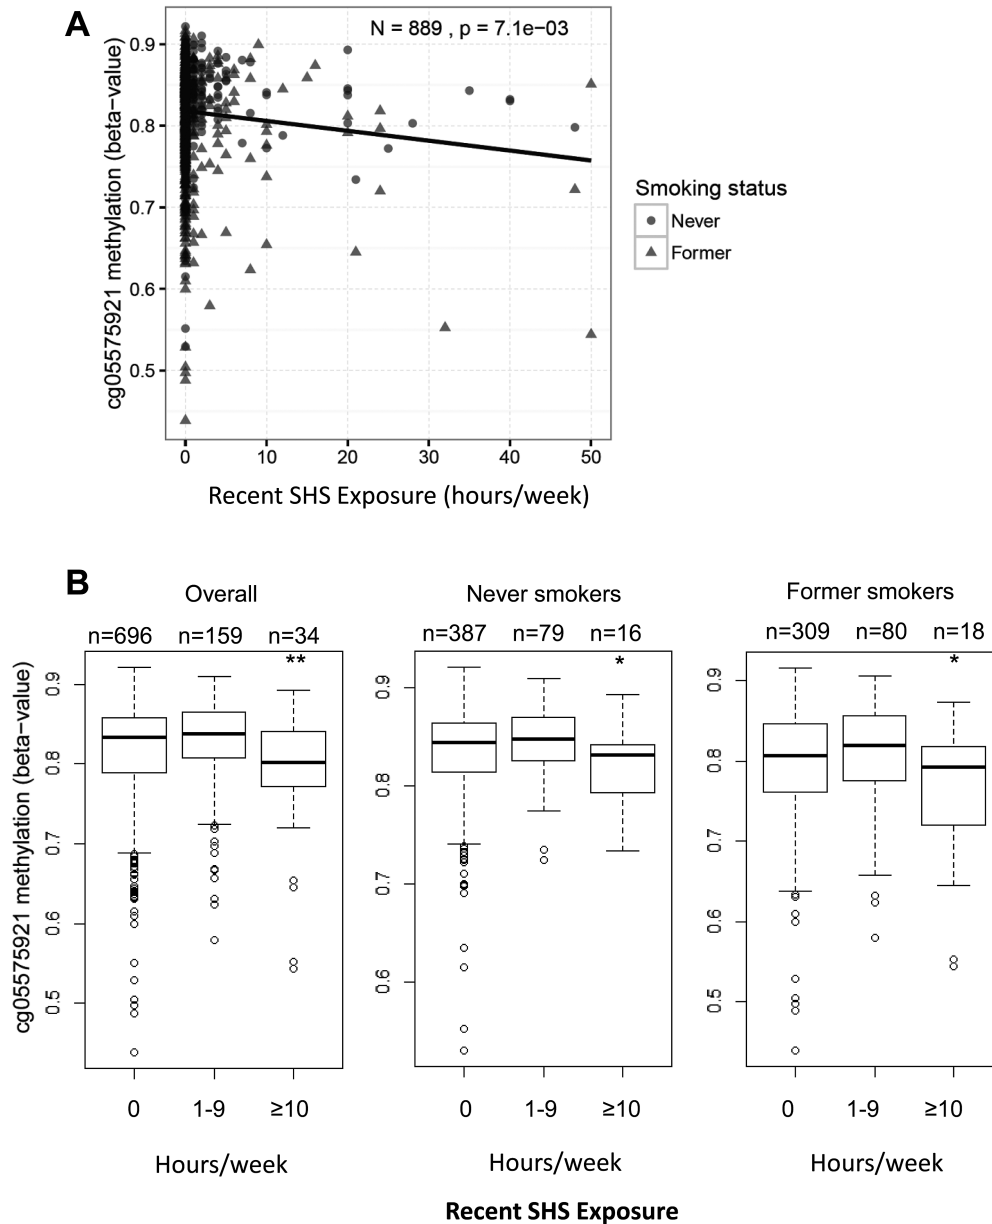 A
N = 889 , p = 7.1e−03
cg05575921 methylation (beta−value)
0.9
0.8
0.7
0.6
0.5
0 10 20 30 40 50
Recent SHS Exposure (hours/week)
Smoking status
Never
Former
B
Overall
n=696 n=159 n=34
**
cg05575921 methylation (beta−value)
0.9
0.8
0.7
0.6
0.5
0 1-9 ≥10
Hours/week
Never smokers
n=387 n=79 n=16
*
0.9
0.8
0.7
0.6
0 1-9 ≥10
Hours/week
Former smokers
n=309 n=80 n=18
*
0.9
0.8
0.7
0.6
0.5
0 1-9 ≥10
Hours/week
Recent SHS Exposure